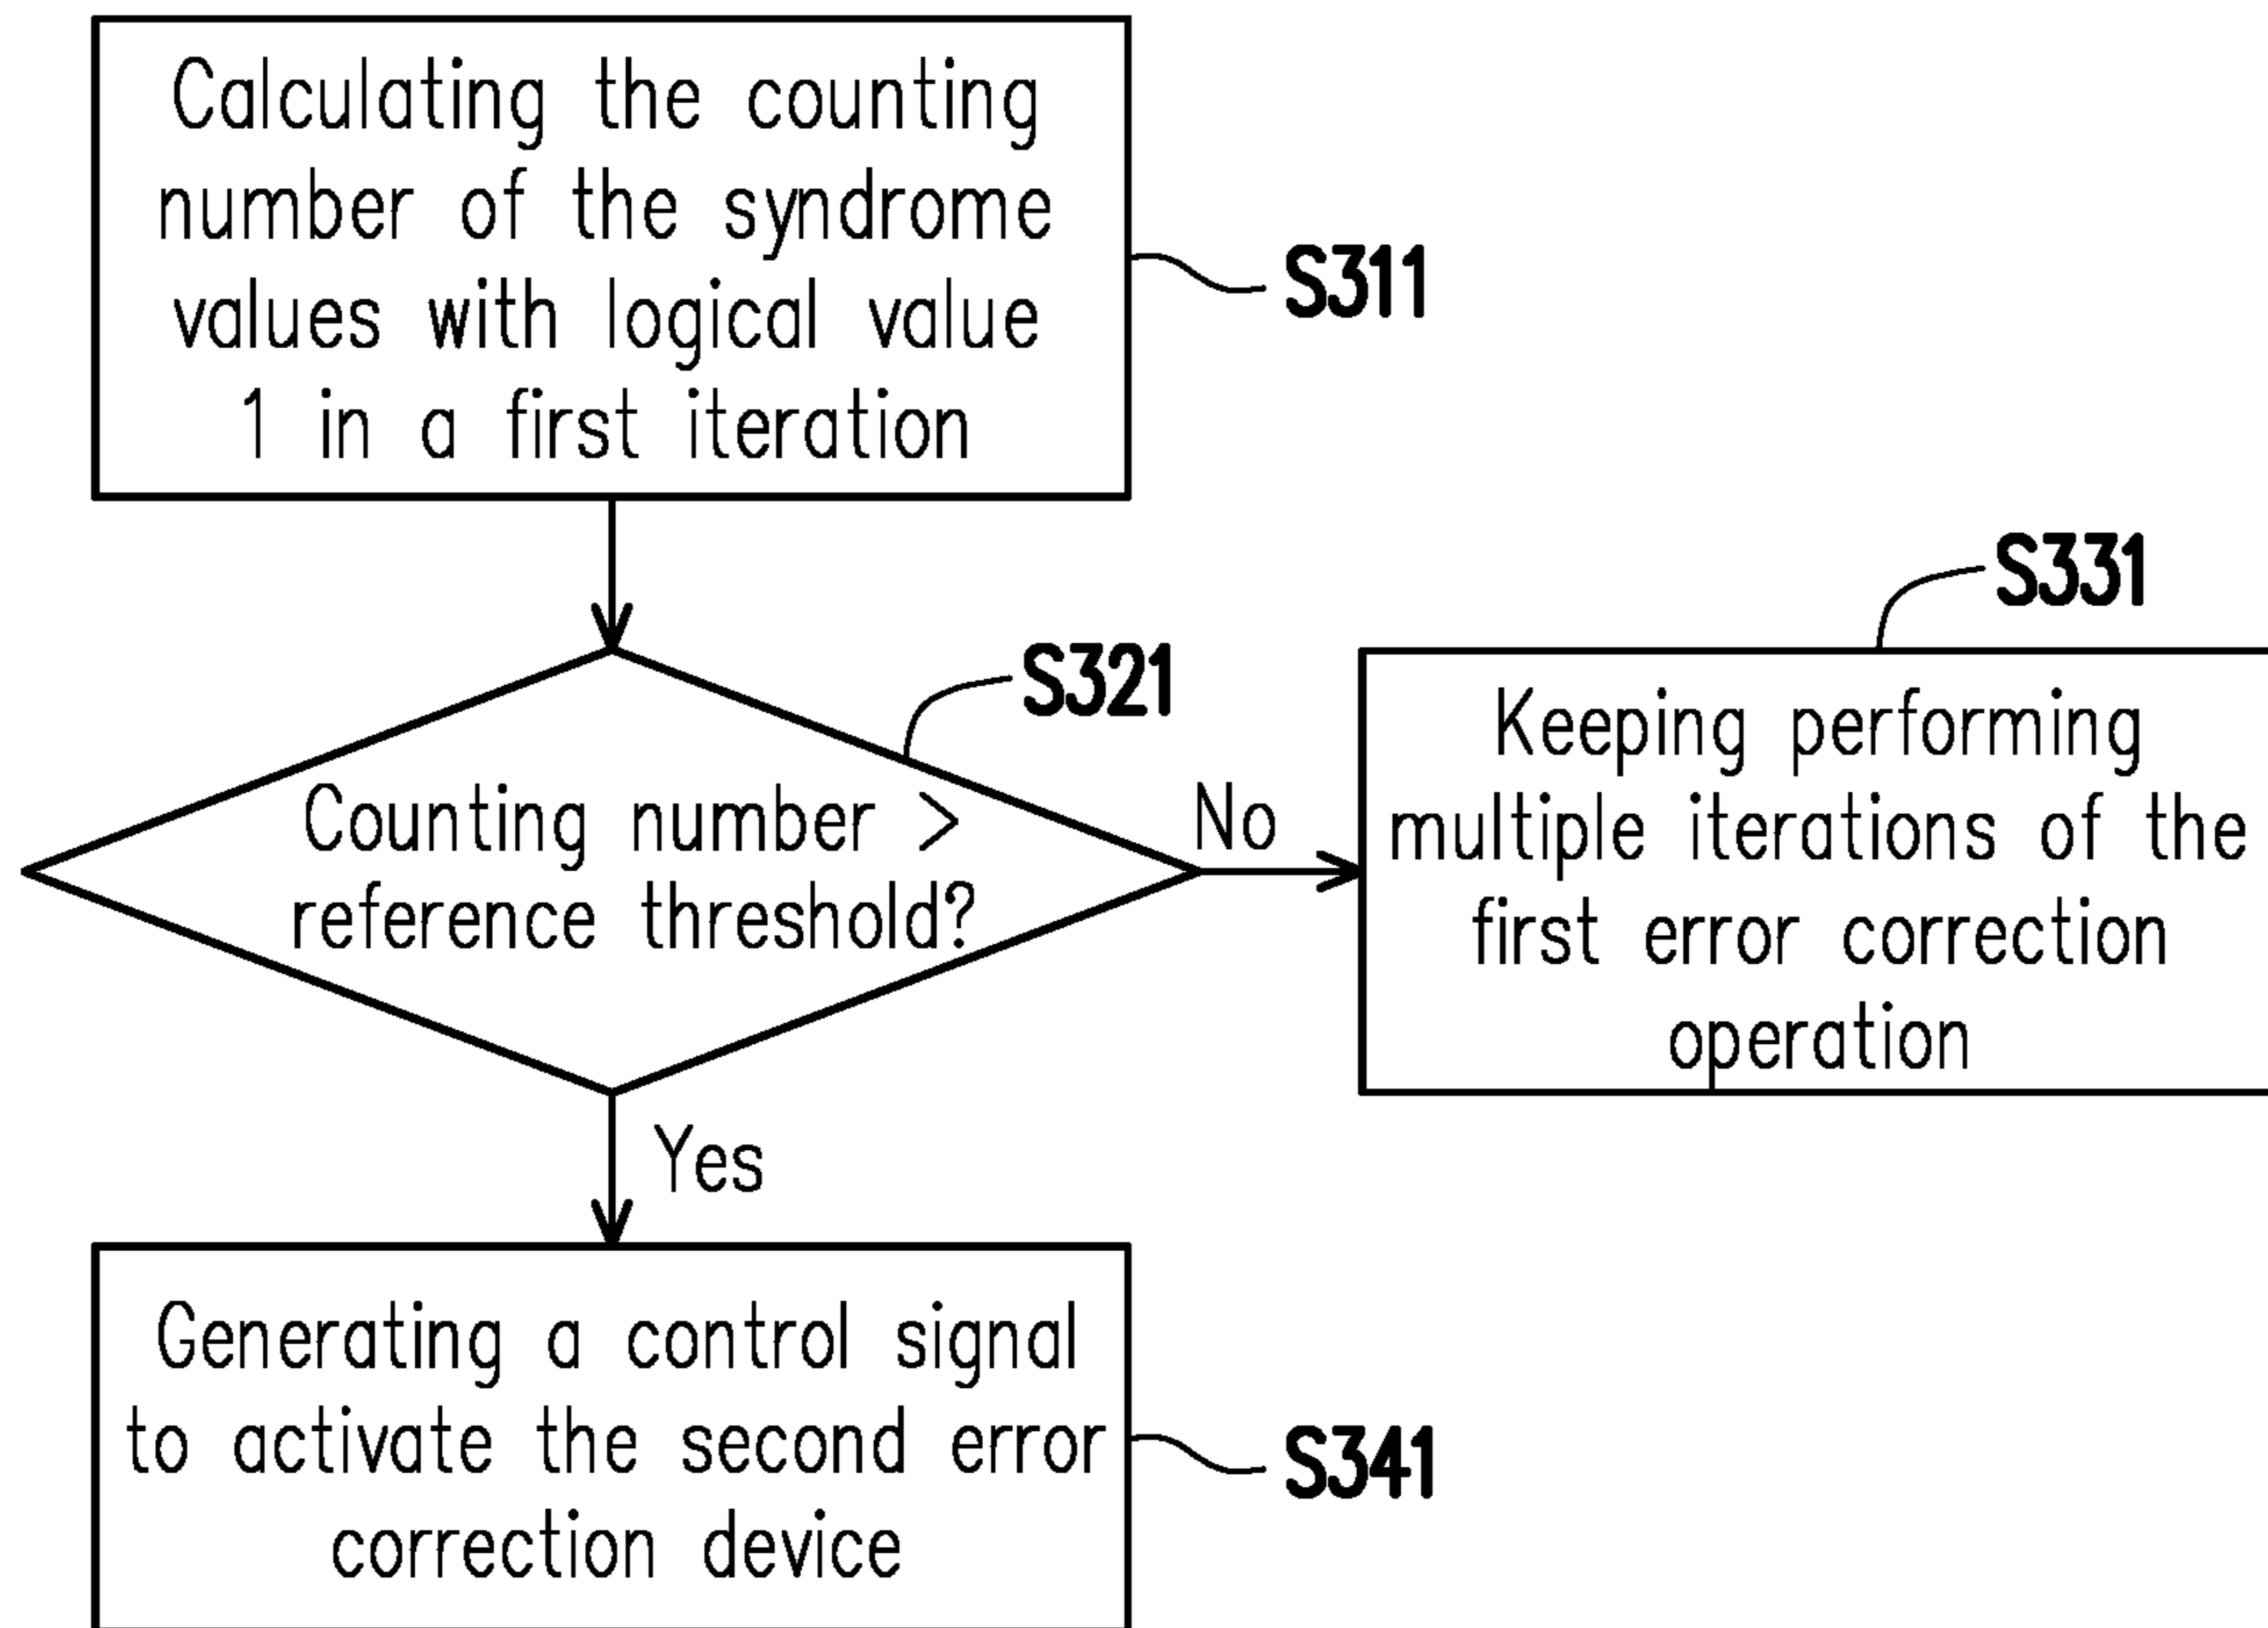 Calculating the counting
number of the syndrome
values with logical value
1 in a first iteration
S311
S321
Counting number >
reference threshold?
No
S331
Keeping performing
multiple iterations of the
first error correction
operation
Yes
Generating a control signal
to activate the second error
correction device
S341